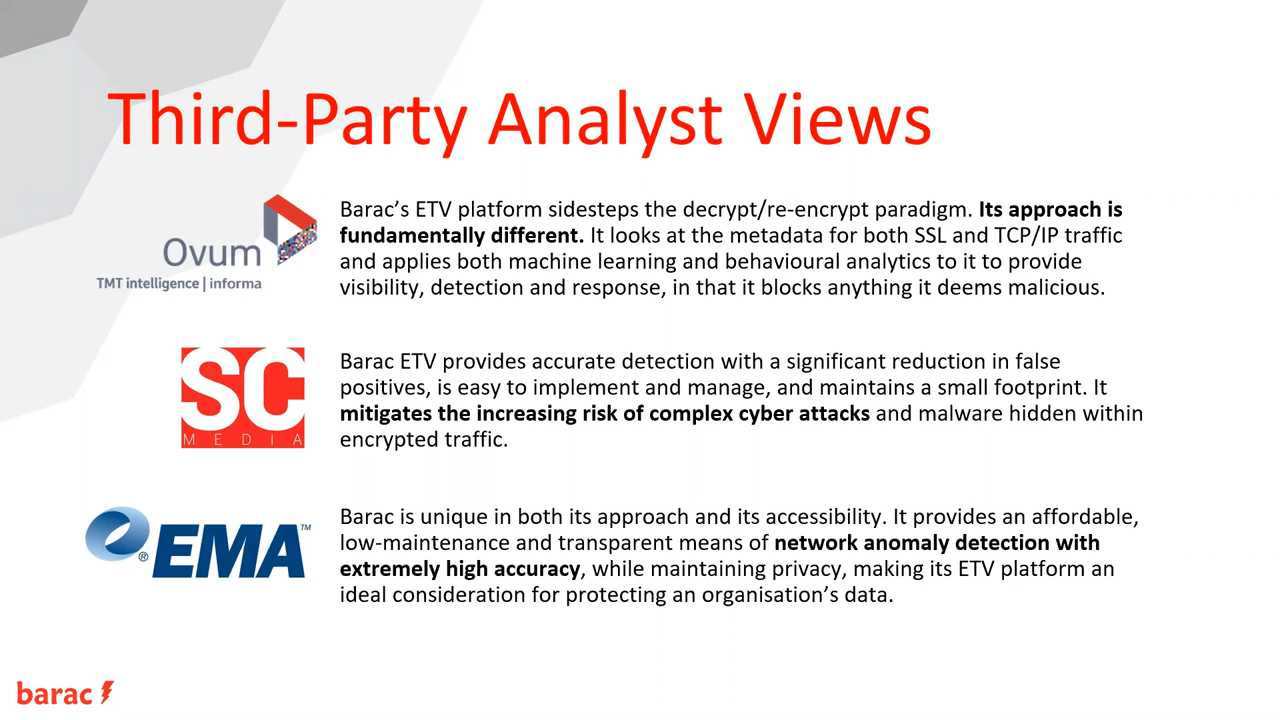 Third-Party Analyst Views
Ovum
TMT intelligence | informa
Barac’s ETV platform sidesteps the decrypt/re-encrypt paradigm. Its approach is
fundamentally different. It looks at the metadata for both SSL and TCP/IP traffic
and applies both machine learning and behavioural analytics to it to provide
visibility, detection and response, in that it blocks anything it deems malicious.
SC
MEDIA
Barac ETV provides accurate detection with a significant reduction in false
positives, is easy to implement and manage, and maintains a small footprint. It
mitigates the increasing risk of complex cyber attacks and malware hidden within
encrypted traffic.
® EMA™
Barac is unique in both its approach and its accessibility. It provides an affordable,
low-maintenance and transparent means of network anomaly detection with
extremely high accuracy, while maintaining privacy, making its ETV platform an
ideal consideration for protecting an organisation’s data.
barac